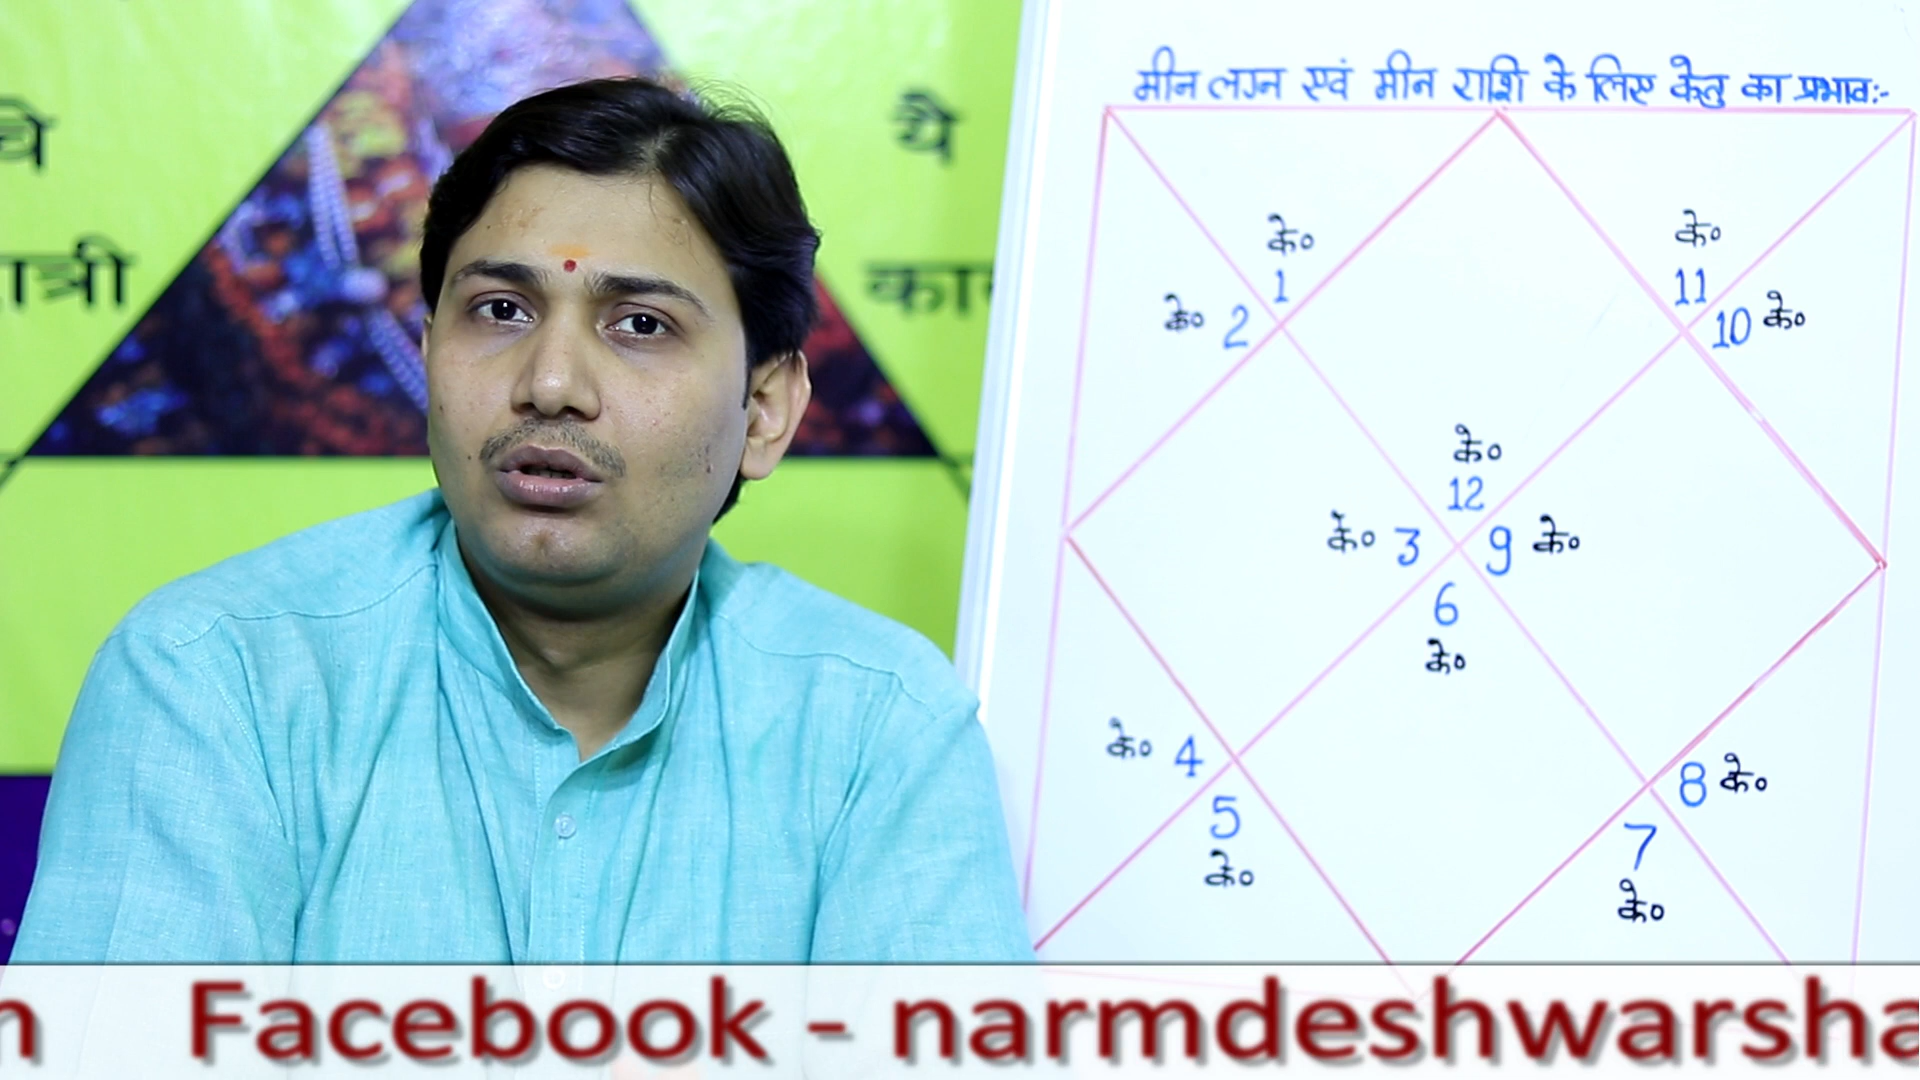 मीन लग्न एवं मीन राशि के लिए केतु का प्रभाव:-
के०
1
के० 2
के०
11
10 के०
के०
12
के० 3
9 के०
6
के०
के० 4
5
के०
8 के०
7
के०
यै
Facebook - narmdeshwarsha